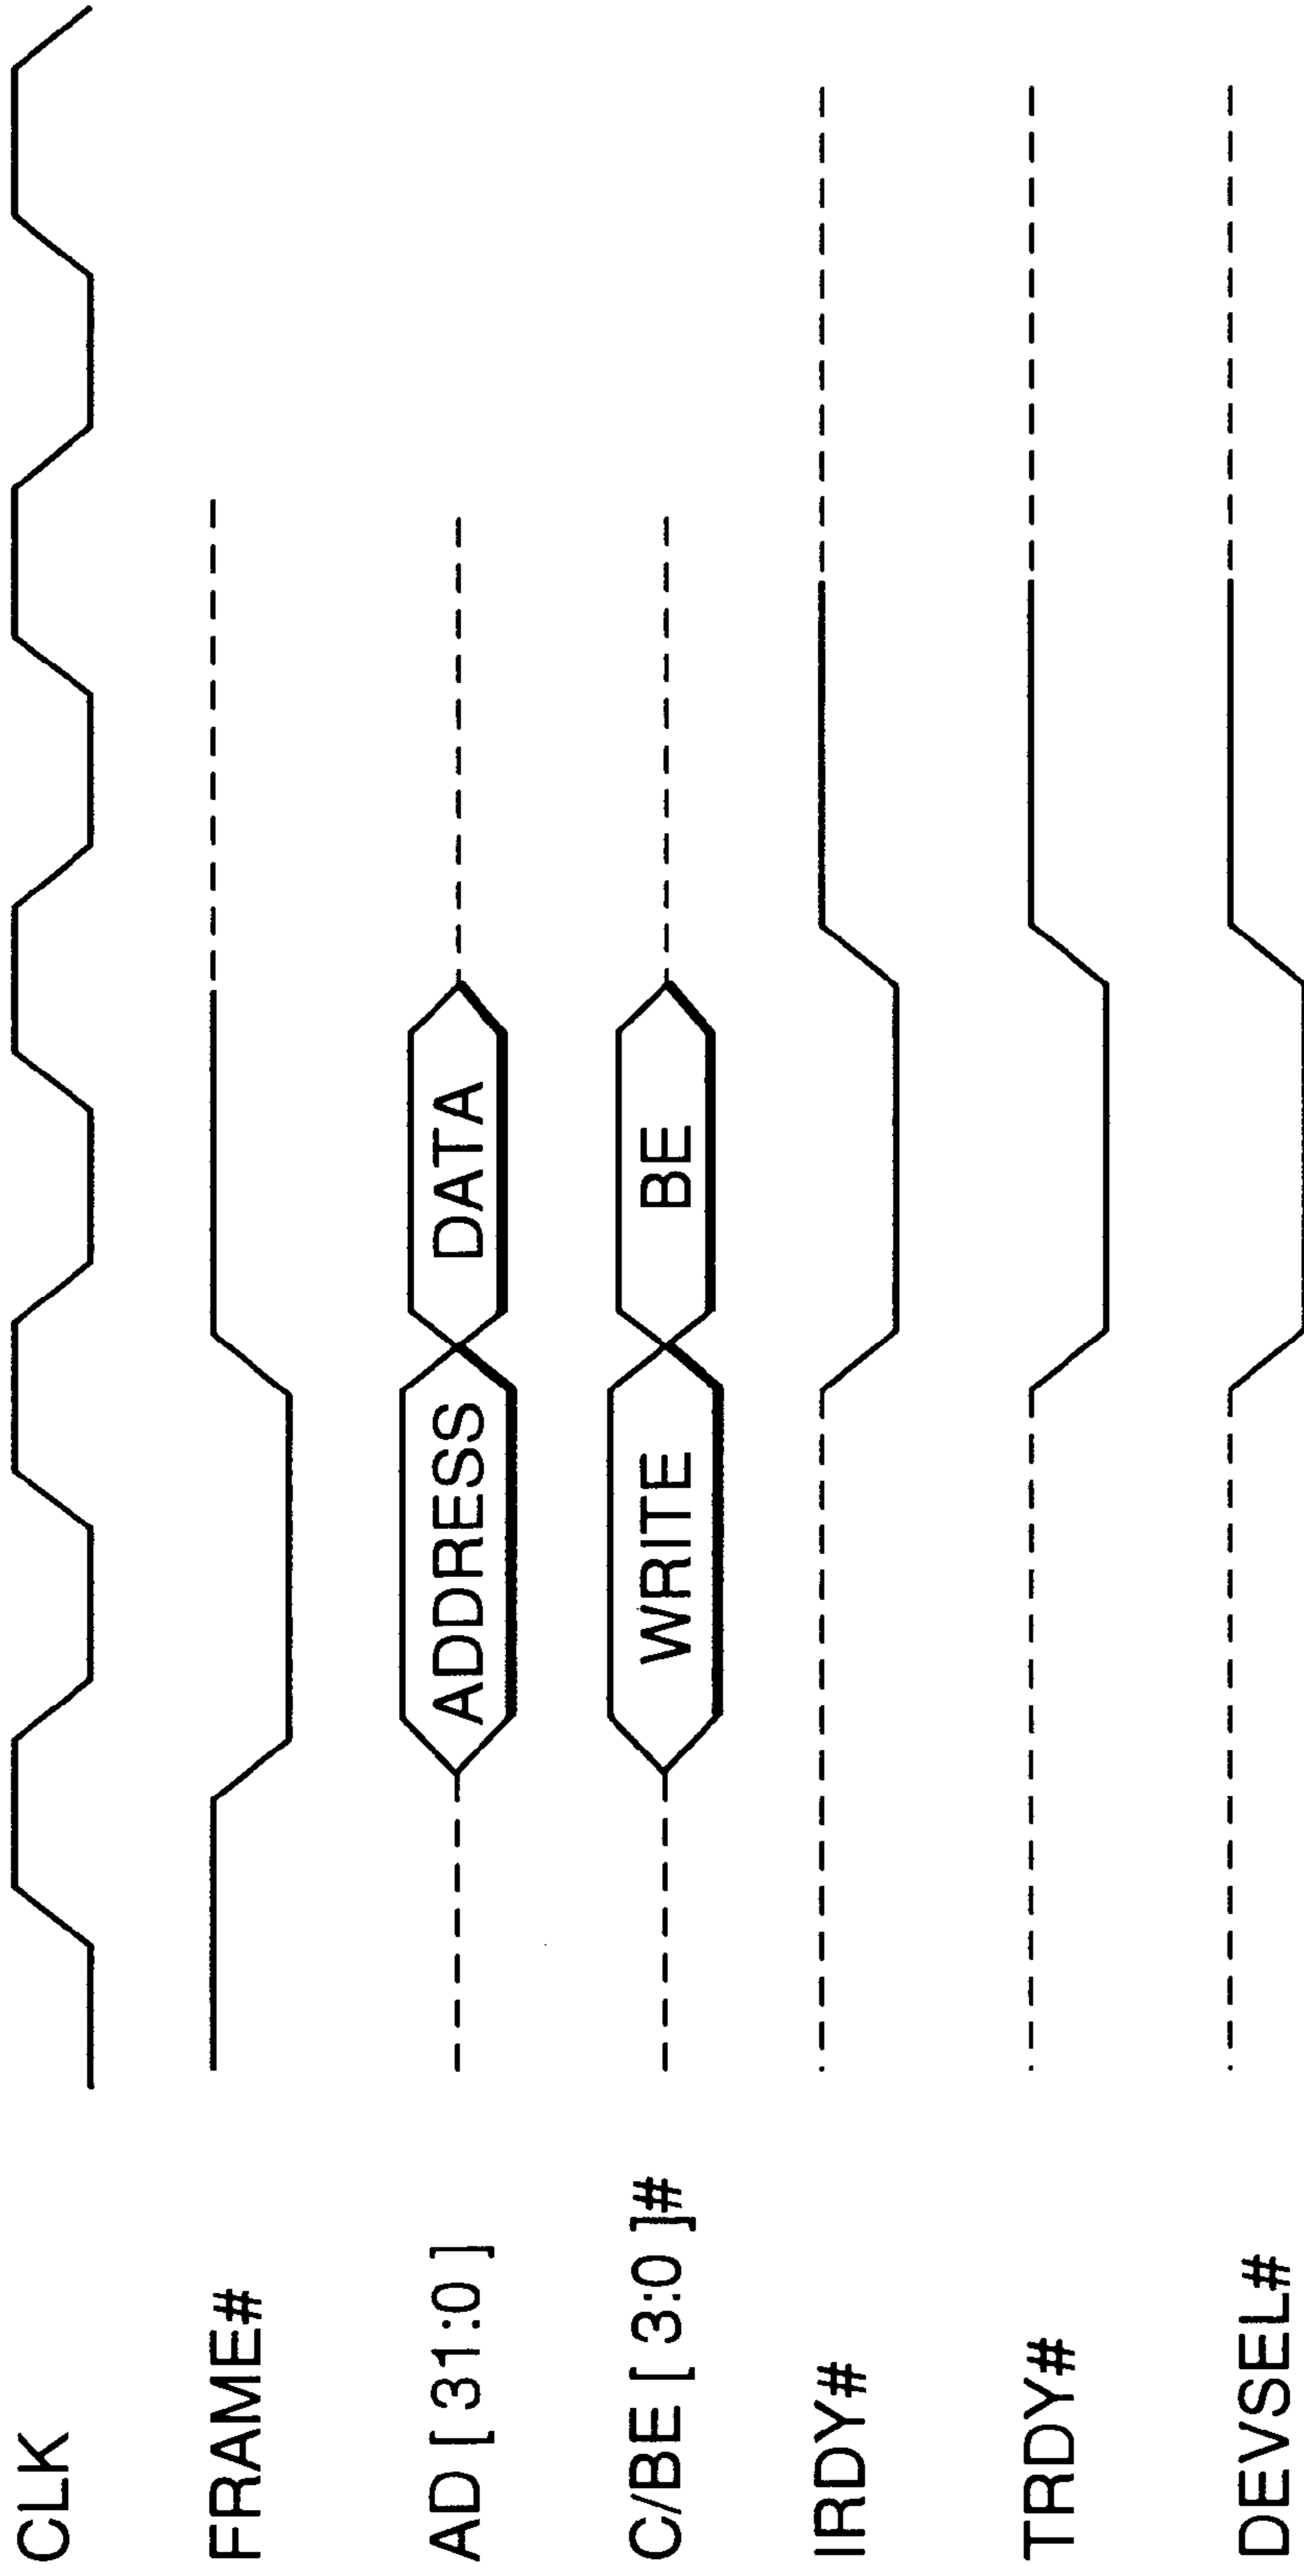 CLK
FRAME#
AD [ 31:0 ]
ADDRESS DATA
C/BE [ 3:0 ]#
WRITE BE
IRDY#
TRDY#
DEVSEL#